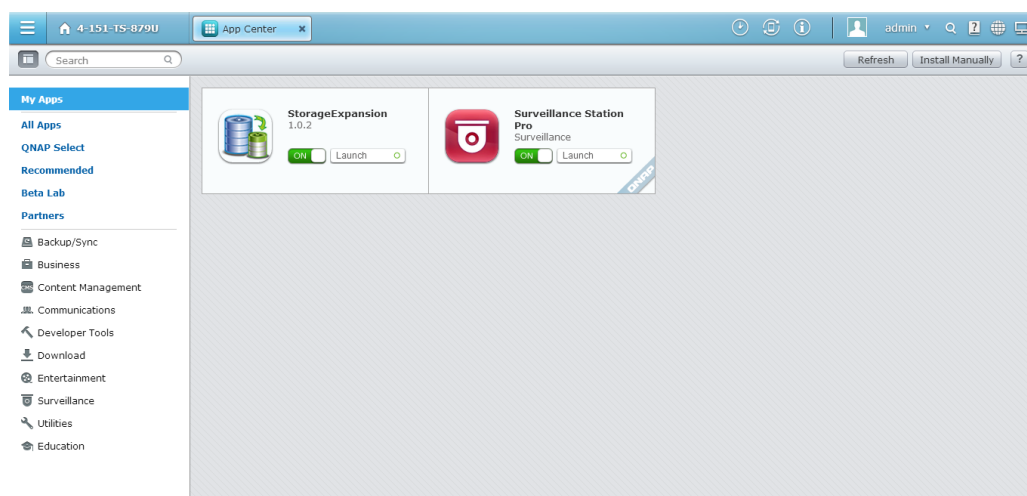 4-151-TS-879U
App Center
admin
Search
Refresh
Install Manually
?
My Apps
All Apps
QNAP Select
Recommended
Beta Lab
Partners
Backup/Sync
Business
CMS Content Management
Communications
Developer Tools
Download
Entertainment
Surveillance
Utilities
Education
StorageExpansion
1.0.2
ON Launch
Surveillance Station
Pro
Surveillance
ON Launch
QNAP